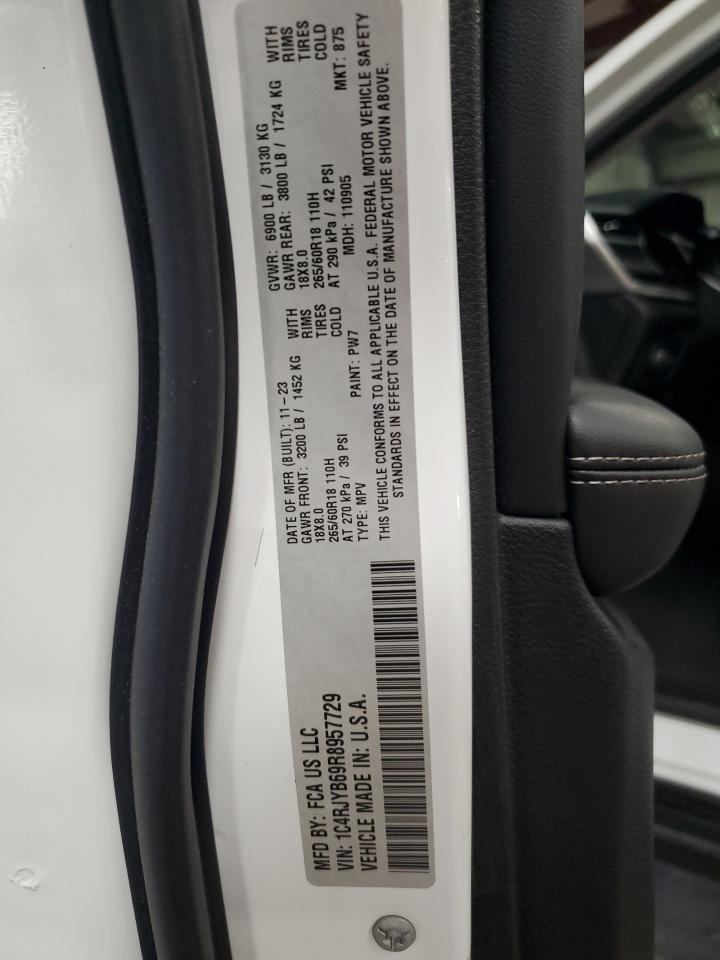 MFD BY: FCA US LLC
DATE OF MFR (BUILT): 11-23
GVWR: 6900 LB / 3130 KG
GAWR FRONT: 3200 LB / 1452 KG
WITH
GAWR REAR: 3800 LB / 1724 KG
WITH
18X8.0
RIMS
18X8.0
RIMS
265/60R18 110H
TIRES
265/60R18 110H
TIRES
AT 270 kPa / 39 PSI
COLD
AT 290 kPa / 42 PSI
COLD
VIN: 1C4RJYB69R8957729
TYPE: MPV
PAINT: PW7
MDH: 110905
MKT: 875
VEHICLE MADE IN: U.S.A.
THIS VEHICLE CONFORMS TO ALL APPLICABLE U.S.A. FEDERAL MOTOR VEHICLE SAFETY
STANDARDS IN EFFECT ON THE DATE OF MANUFACTURE SHOWN ABOVE.